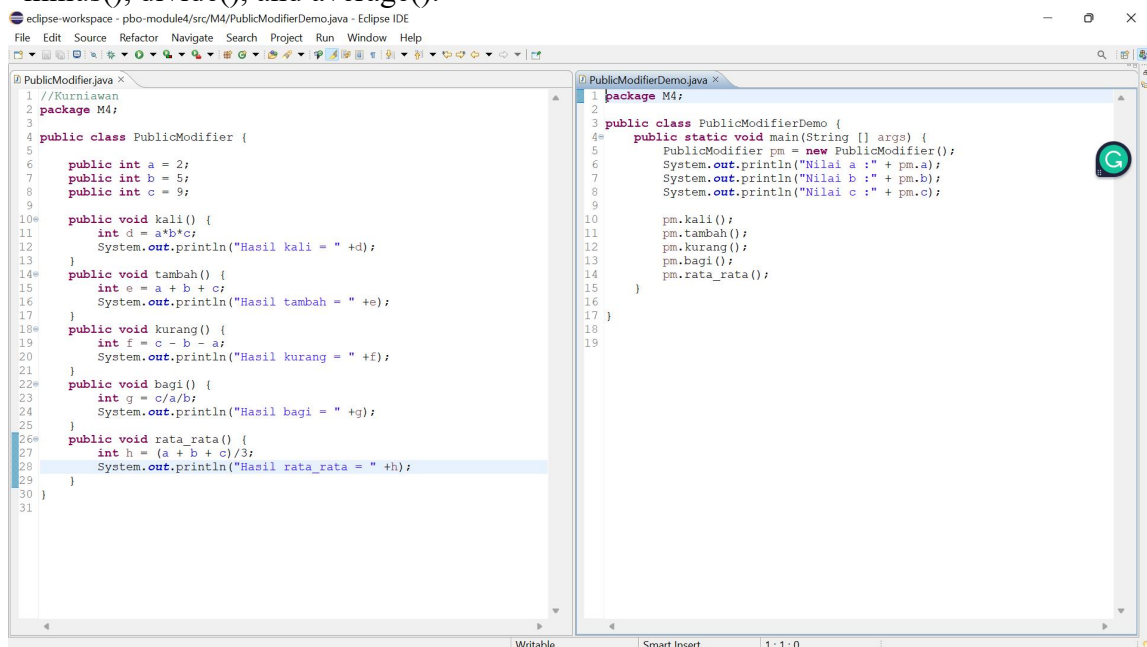 minus(), divide(), and average().
eclipse-workspace - pbo-module4/src/M4/PublicModifierDemo.java - Eclipse IDE
File Edit Source Refactor Navigate Search Project Run Window Help
PublicModifier.java
1 //Kurniawan
2 package M4;
3
4 public class PublicModifier {
5
6 public int a = 2;
7 public int b = 5;
8 public int c = 9;
9
10 public void kali() {
11 int d = a*b*c;
12 System.out.println("Hasil kali = " +d);
13 }
14 public void tambah() {
15 int e = a + b + c;
16 System.out.println("Hasil tambah = " +e);
17 }
18 public void kurang() {
19 int f = c - b - a;
20 System.out.println("Hasil kurang = " +f);
21 }
22 public void bagi() {
23 int g = c/a/b;
24 System.out.println("Hasil bagi = " +g);
25 }
26 public void rata_rata() {
27 int h = (a + b + c)/3;
28 System.out.println("Hasil rata_rata = " +h);
29 }
30 }
31
PublicModifierDemo.java
1 package M4;
2
3 public class PublicModifierDemo {
4 public static void main(String [] args) {
5 PublicModifier pm = new PublicModifier();
6 System.out.println("Nilai a :" + pm.a);
7 System.out.println("Nilai b :" + pm.b);
8 System.out.println("Nilai c :" + pm.c);
9
10 pm.kali();
11 pm.tambah();
12 pm.kurang();
13 pm.bagi();
14 pm.rata_rata();
15 }
16
17 }
18
19
Writable Smart Insert 1 : 1 : 0